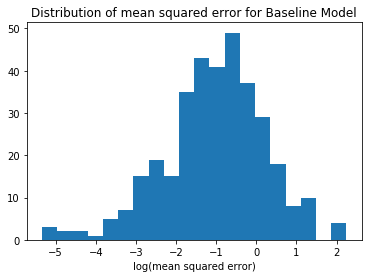 Distribution of mean squared error for Baseline Model
50
40
30
20
10
0
−5 −4 −3 −2 −1 0 1 2
log(mean squared error)